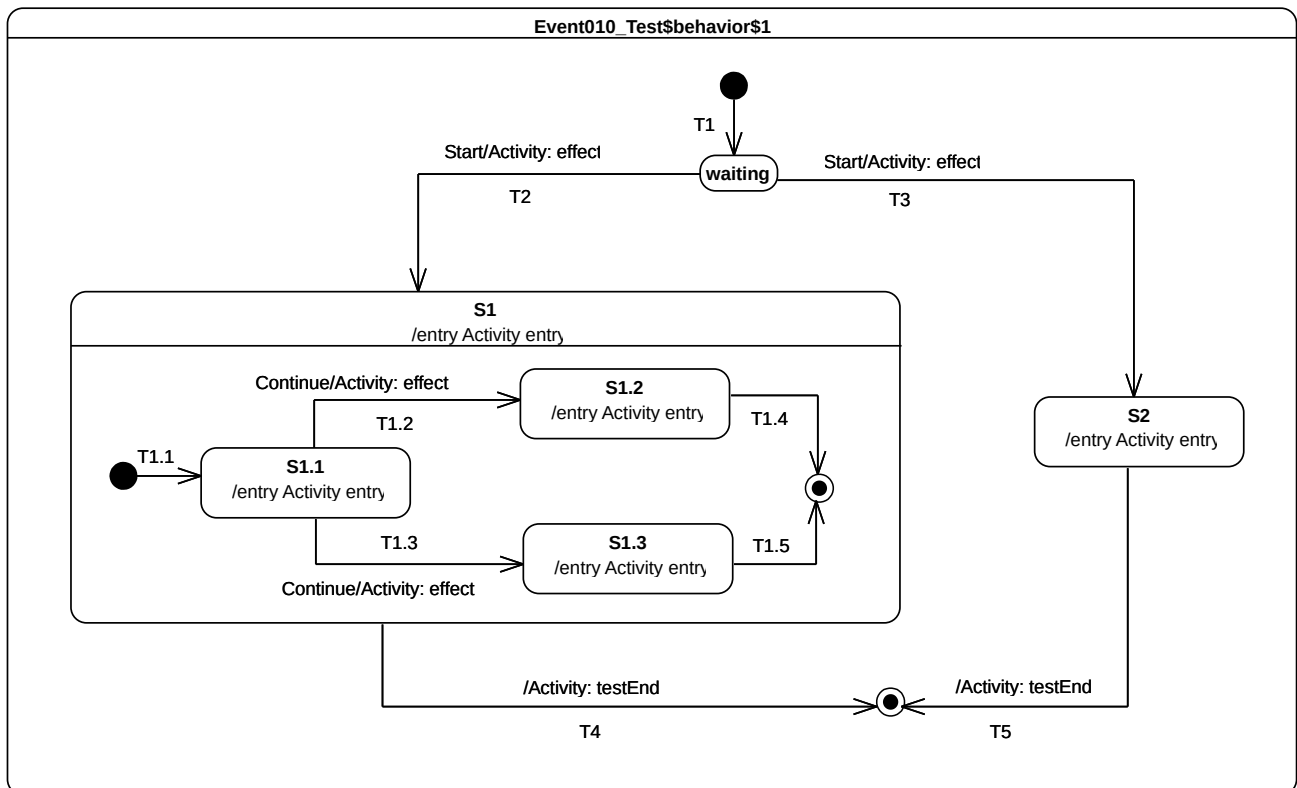 Event010_Test$behavior$1
T1
Start/Activity: effect
Start/Activity: effect
waiting
T2
T3
S1
/entry Activity entry
Continue/Activity: effect
S1.2
/entry Activity entry
T1.2
T1.4
S2
/entry Activity entry
T1.1
S1.1
/entry Activity entry
T1.3
S1.3
/entry Activity entry
T1.5
Continue/Activity: effect
/Activity: testEnd
/Activity: testEnd
T4
T5